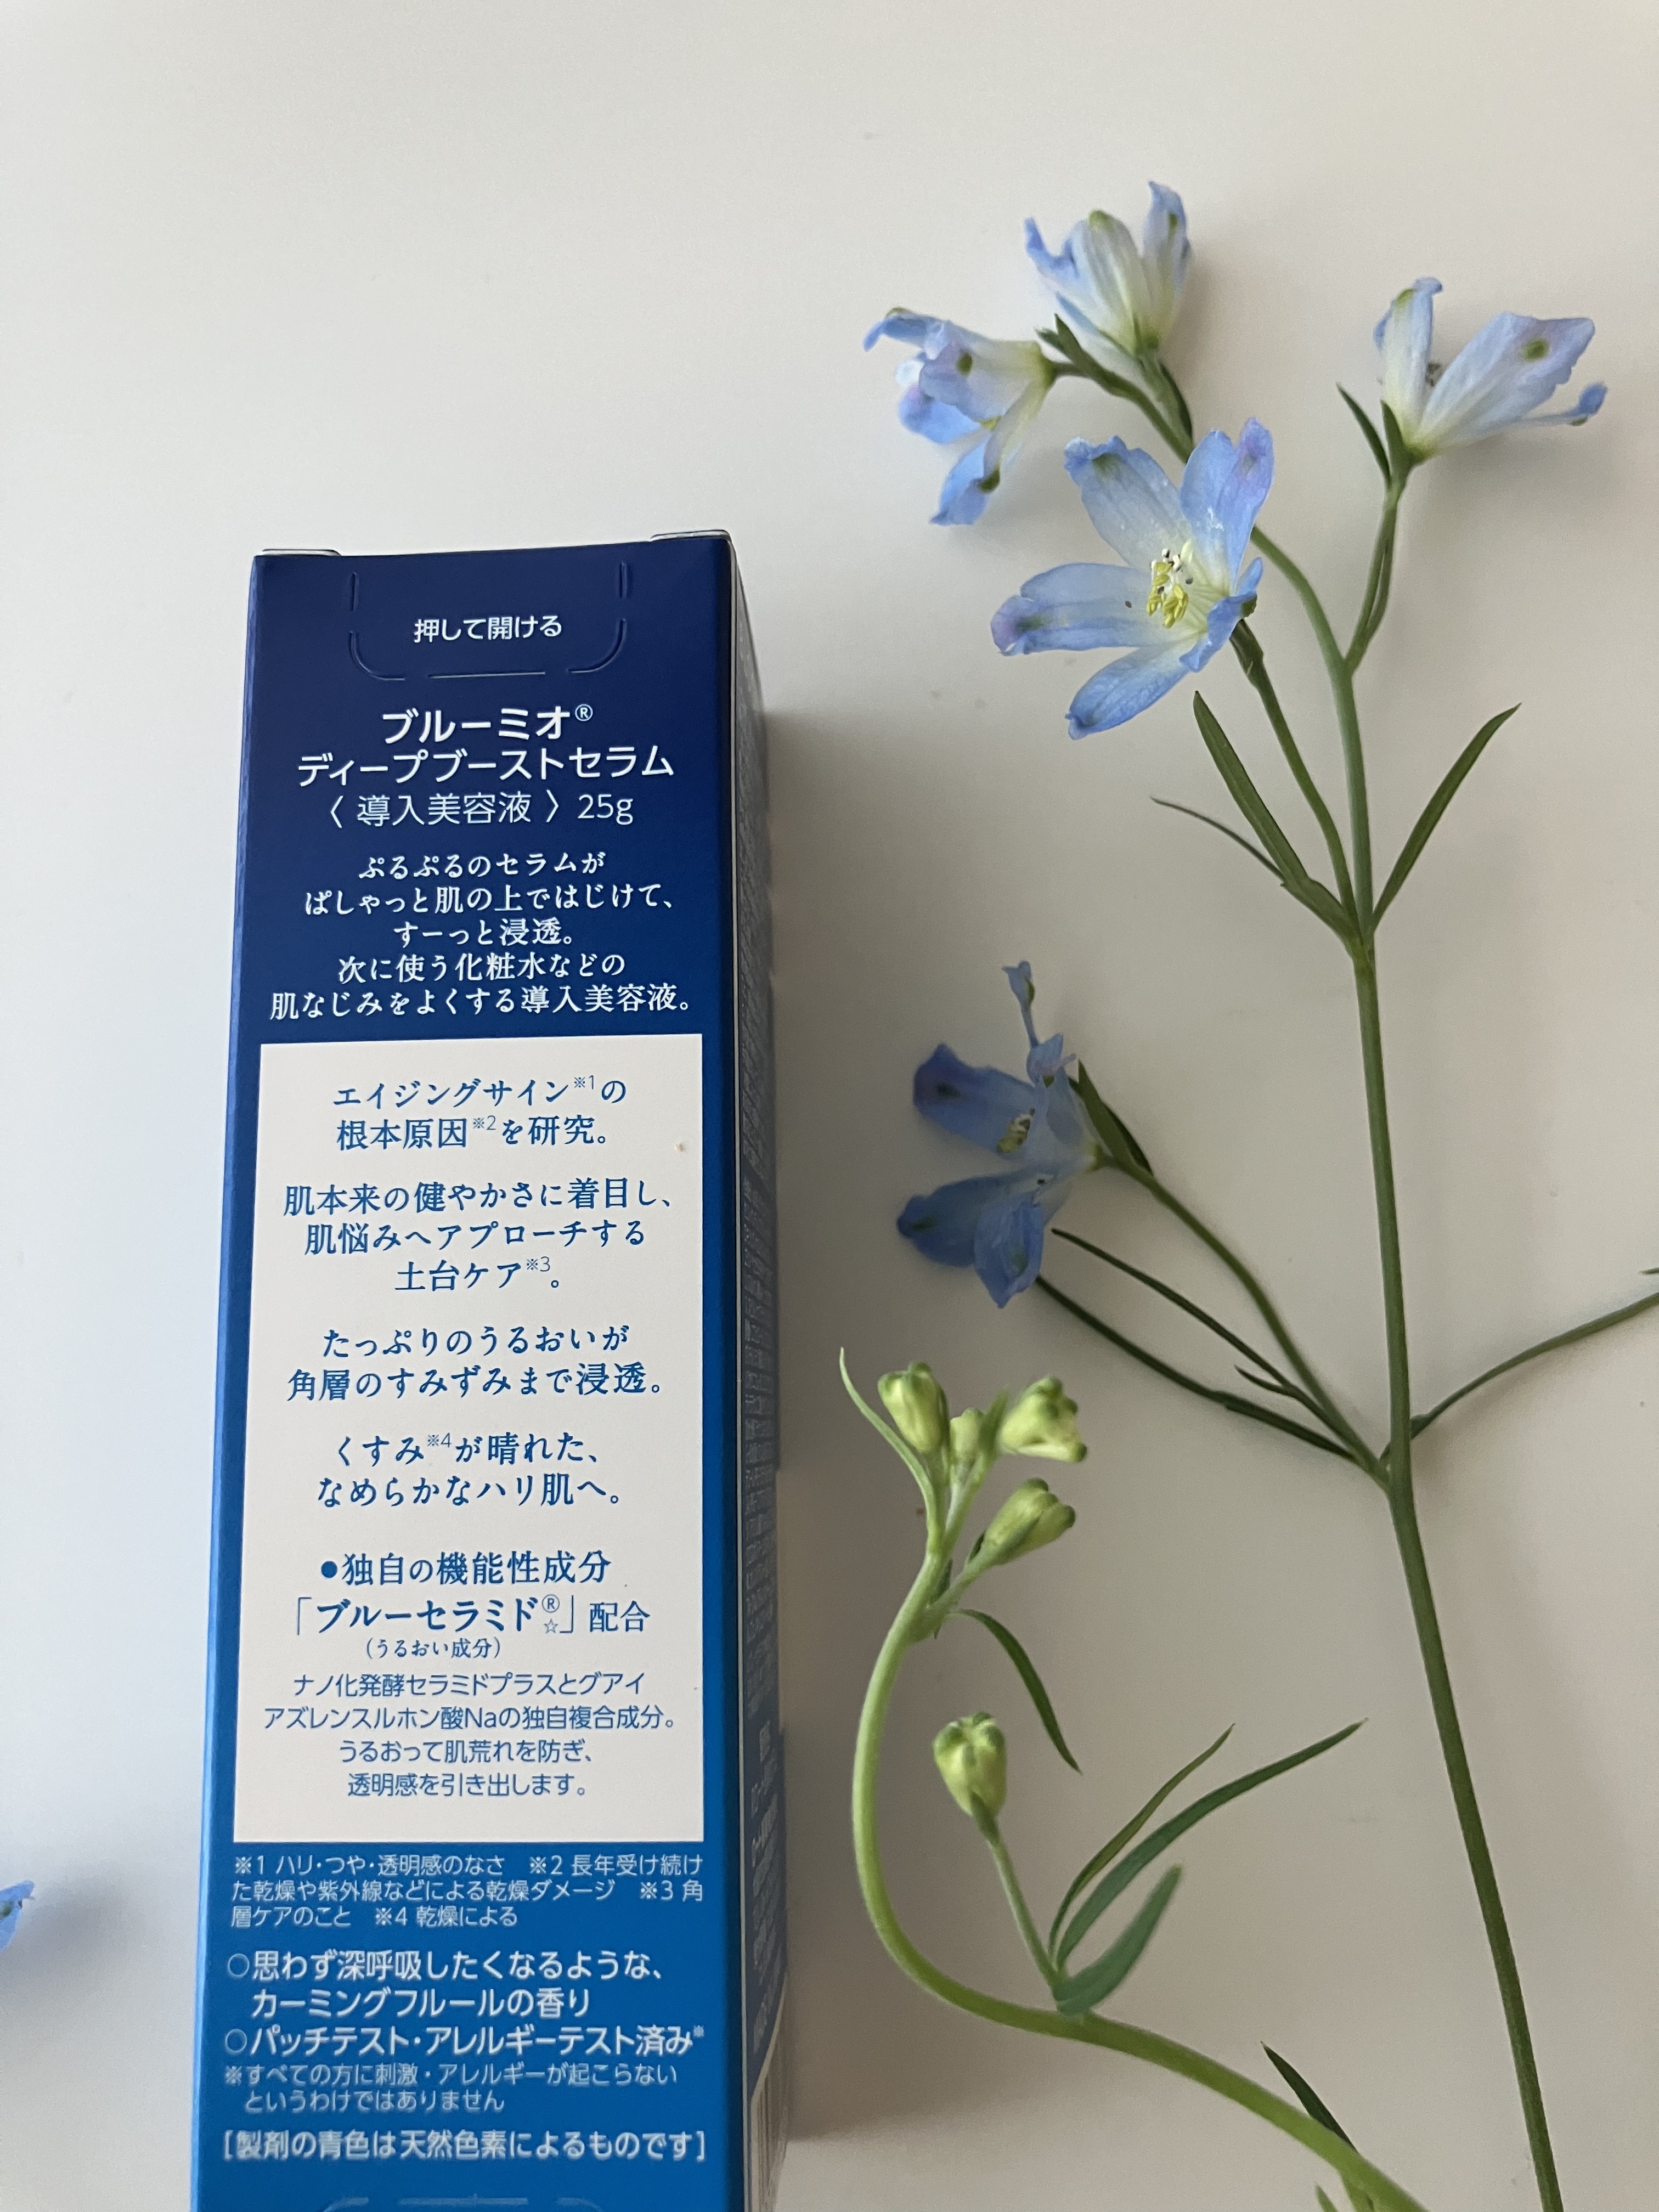 押して開ける
ブルーミオ®
ディープブーストセラム
〈 導入美容液 〉25g
ぷるぷるのセラムが
ぱしゃっと肌の上ではじけて、
すーっと浸透。
次に使う化粧水などの
肌なじみをよくする導入美容液。
エイジングサイン※1の
根本原因※2を研究。
肌本来の健やかさに着目し、
肌悩みへアプローチする
土台ケア※3。
たっぷりのうるおいが
角層のすみずみまで浸透。
くすみ※4が晴れた、
なめらかなハリ肌へ。
●独自の機能性成分
「ブルーセラミド®☆」配合
(うるおい成分)
ナノ化発酵セラミドプラスとグアイ
アズレンスルホン酸Naの独自複合成分。
うるおって肌荒れを防ぎ、
透明感を引き出します。
※1 ハリ・つや・透明感のなさ ※2 長年受け続け
た乾燥や紫外線などによる乾燥ダメージ ※3 角
層ケアのこと ※4 乾燥による
○思わず深呼吸したくなるような、
カーミングフルールの香り
○パッチテスト・アレルギーテスト済み※
※すべての方に刺激・アレルギーが起こらない
というわけではありません
[製剤の青色は天然色素によるものです]